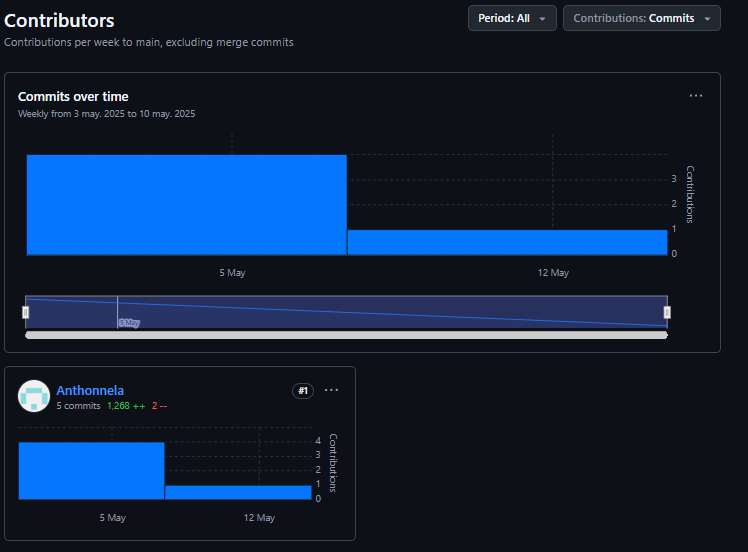 Contributors
Period: All
Contributions: Commits
Contributions per week to main, excluding merge commits
Commits over time
Weekly from 3 may. 2025 to 10 may. 2025
3
2
1
0
Contributions
5 May
12 May
5 May
Anthonnela
#1
5 commits 1,268 ++ 2 --
4
3
2
1
0
Contributions
5 May
12 May